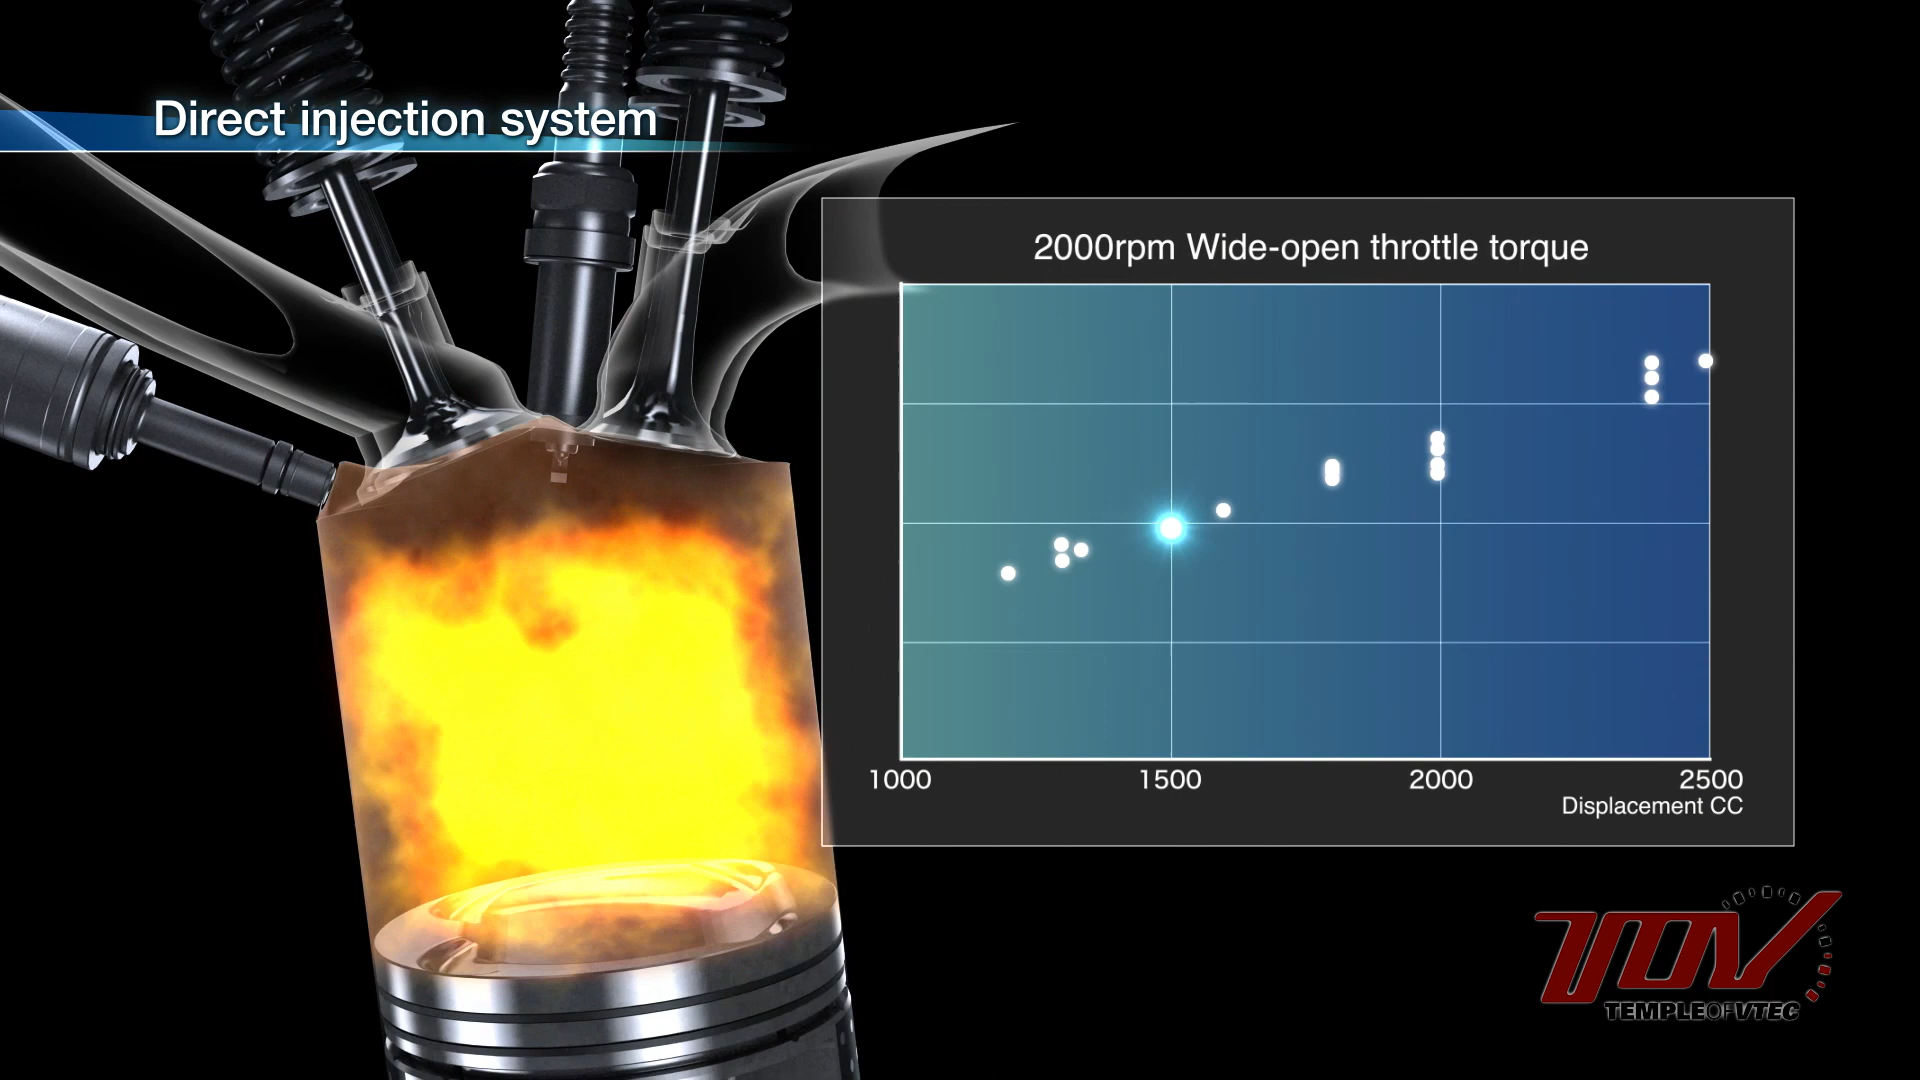 Direct injection system
2000rpm Wide-open throttle torque
1000 1500 2000 2500
Displacement CC
TOV
TEMPLEOFVTEC